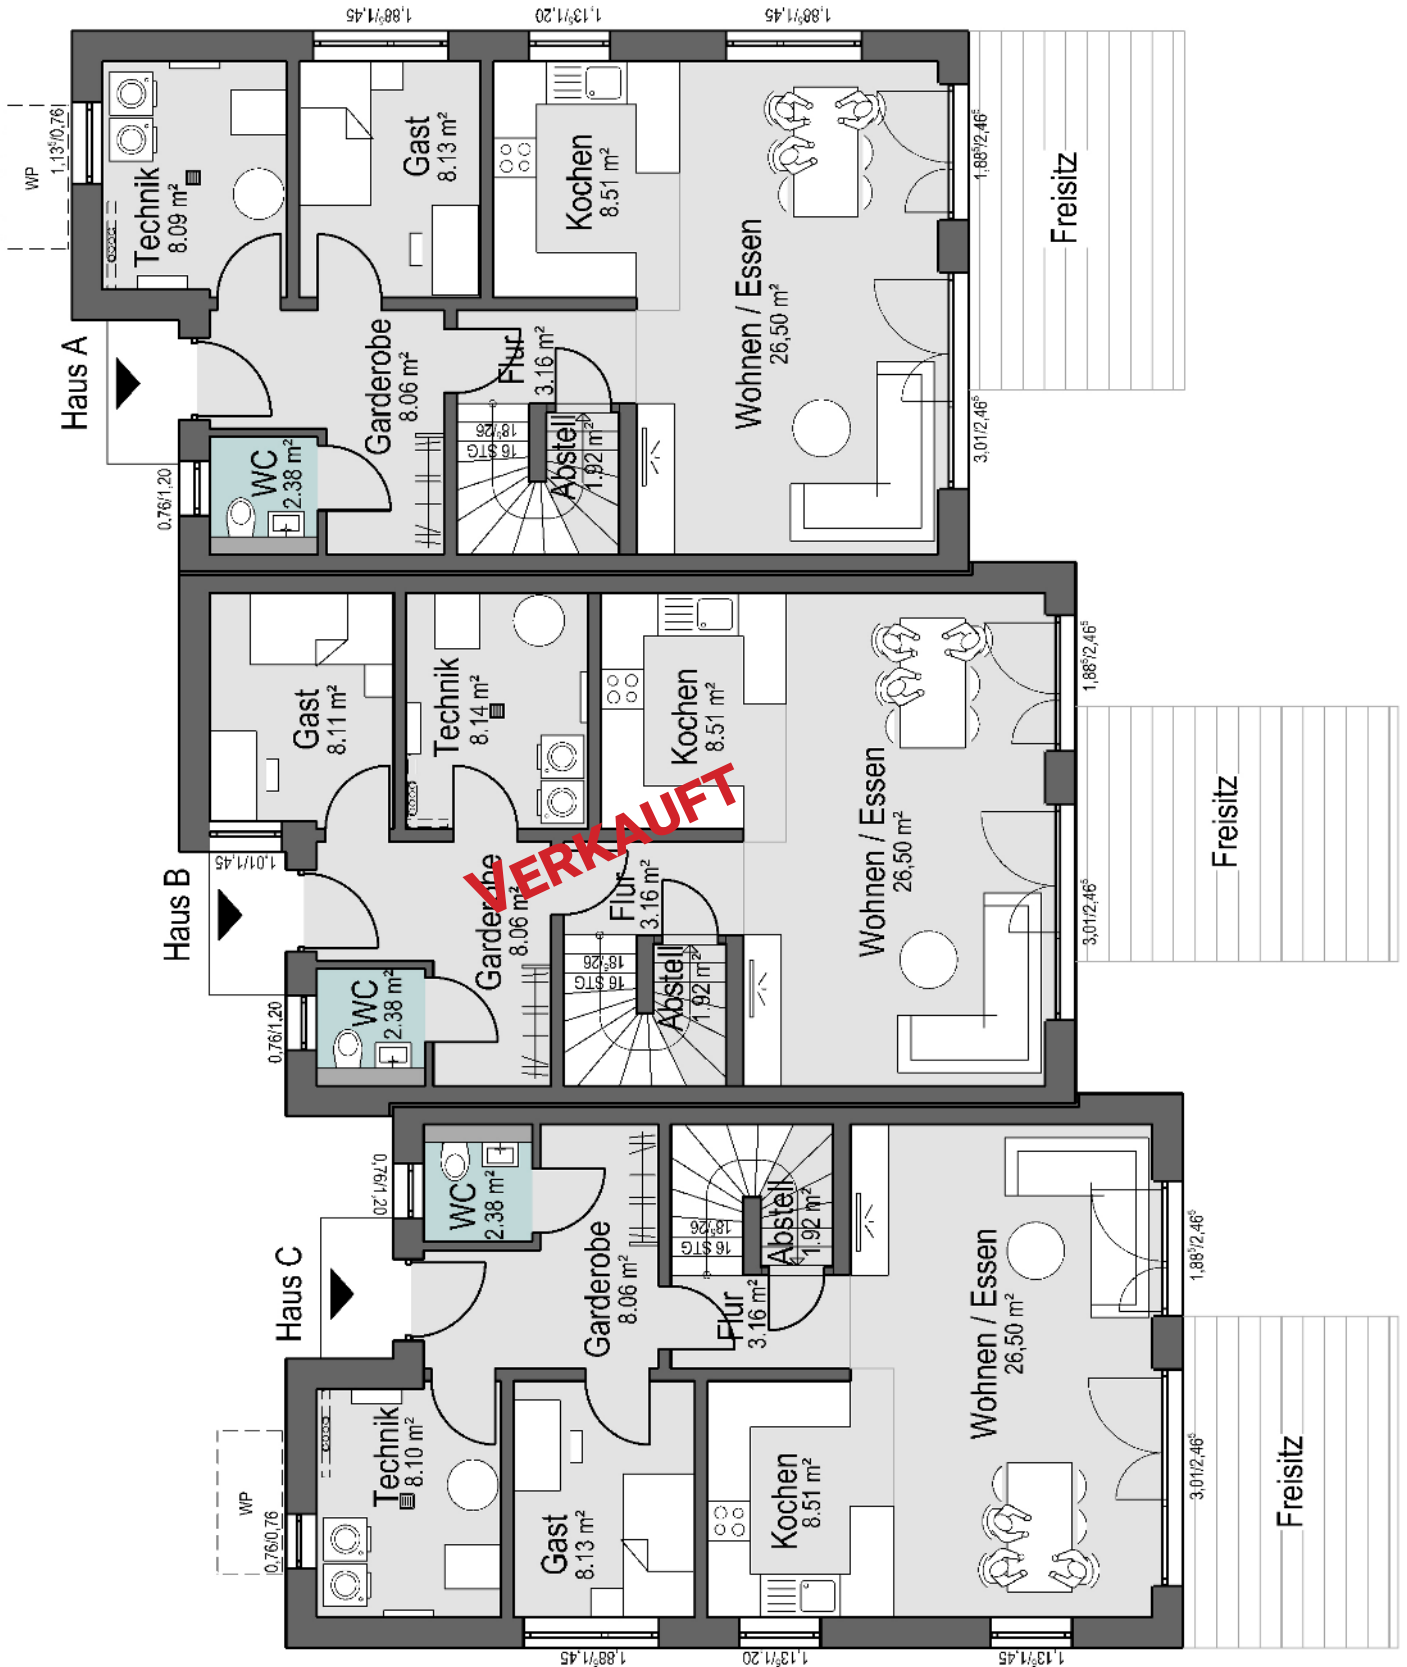 1,88⁵/1,45
1,13⁵/1,20
1,88⁵/1,45
WP
1,13⁵/0,76
Technik
8.09 m²
Gast
8.13 m²
Kochen
8.51 m²
Wohnen / Essen
26,50 m²
1,88⁵/2,46⁵
Freisitz
Haus A
Garderobe
8.06 m²
Flur
3.16 m²
3,01/2,46⁵
0,76/1,20
WC
2.38 m²
16 STG
18⁵/26
Abstell
1.92 m²
Gast
8.11 m²
Technik
8.14 m²
Kochen
8.51 m²
Wohnen / Essen
26,50 m²
1,88⁵/2,46⁵
Freisitz
VERKAUFT
1,01/1,45
Haus B
Garderobe
8.06 m²
Flur
3.16 m²
3,01/2,46⁵
0,76/1,20
WC
2.38 m²
16 STG
18⁵/26
Abstell
1.92 m²
0,76/1,20
WC
2.38 m²
16 STG
18⁵/26
Abstell
1.92 m²
Haus C
Garderobe
8.06 m²
Flur
3.16 m²
Wohnen / Essen
26,50 m²
1,88⁵/2,46⁵
WP
0,76/0,76
Technik
8.10 m²
Gast
8.13 m²
Kochen
8.51 m²
3,01/2,46⁵
Freisitz
1,88⁵/1,45
1,13⁵/1,20
1,13⁵/1,45